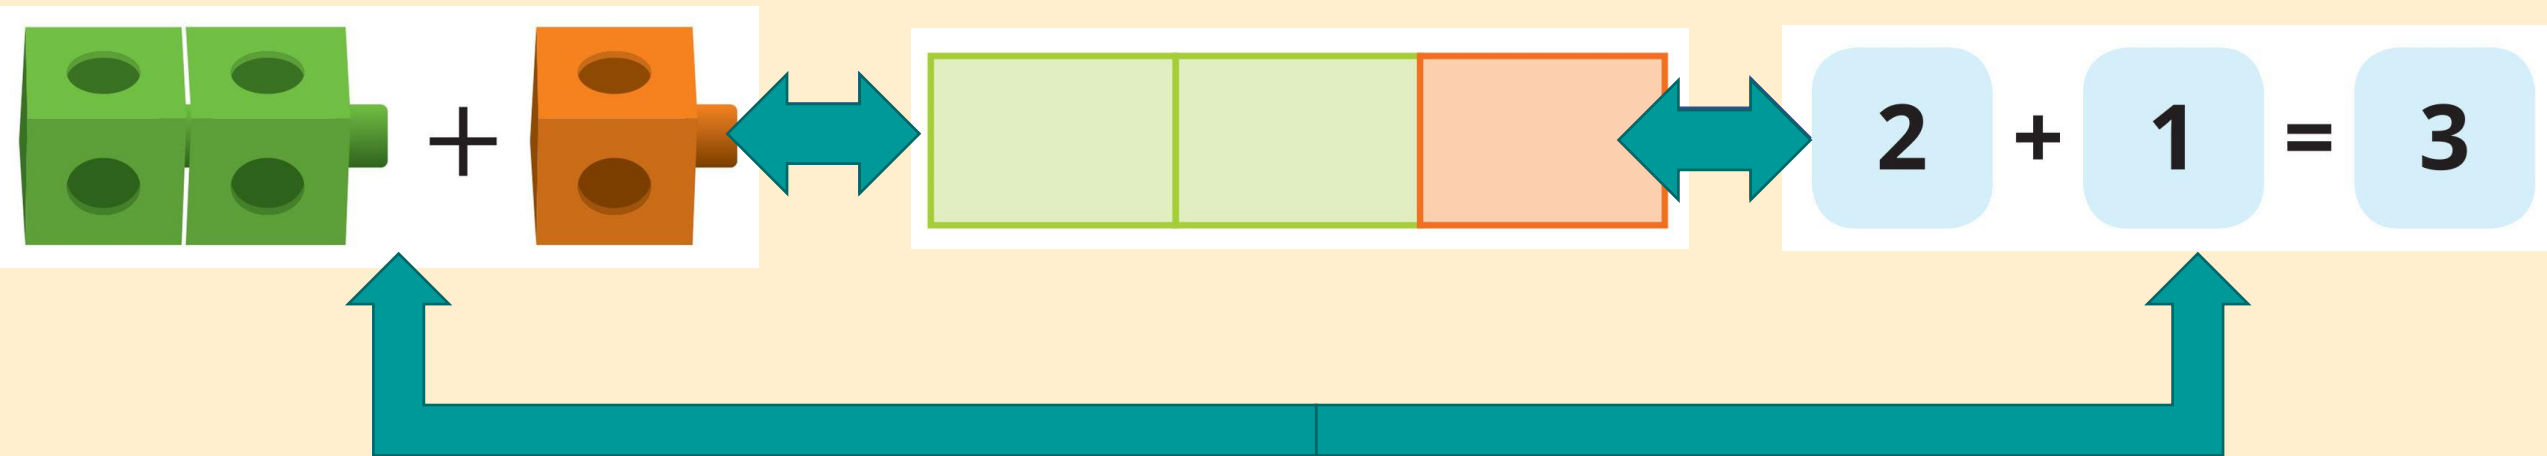 + 2 + 1 = 3